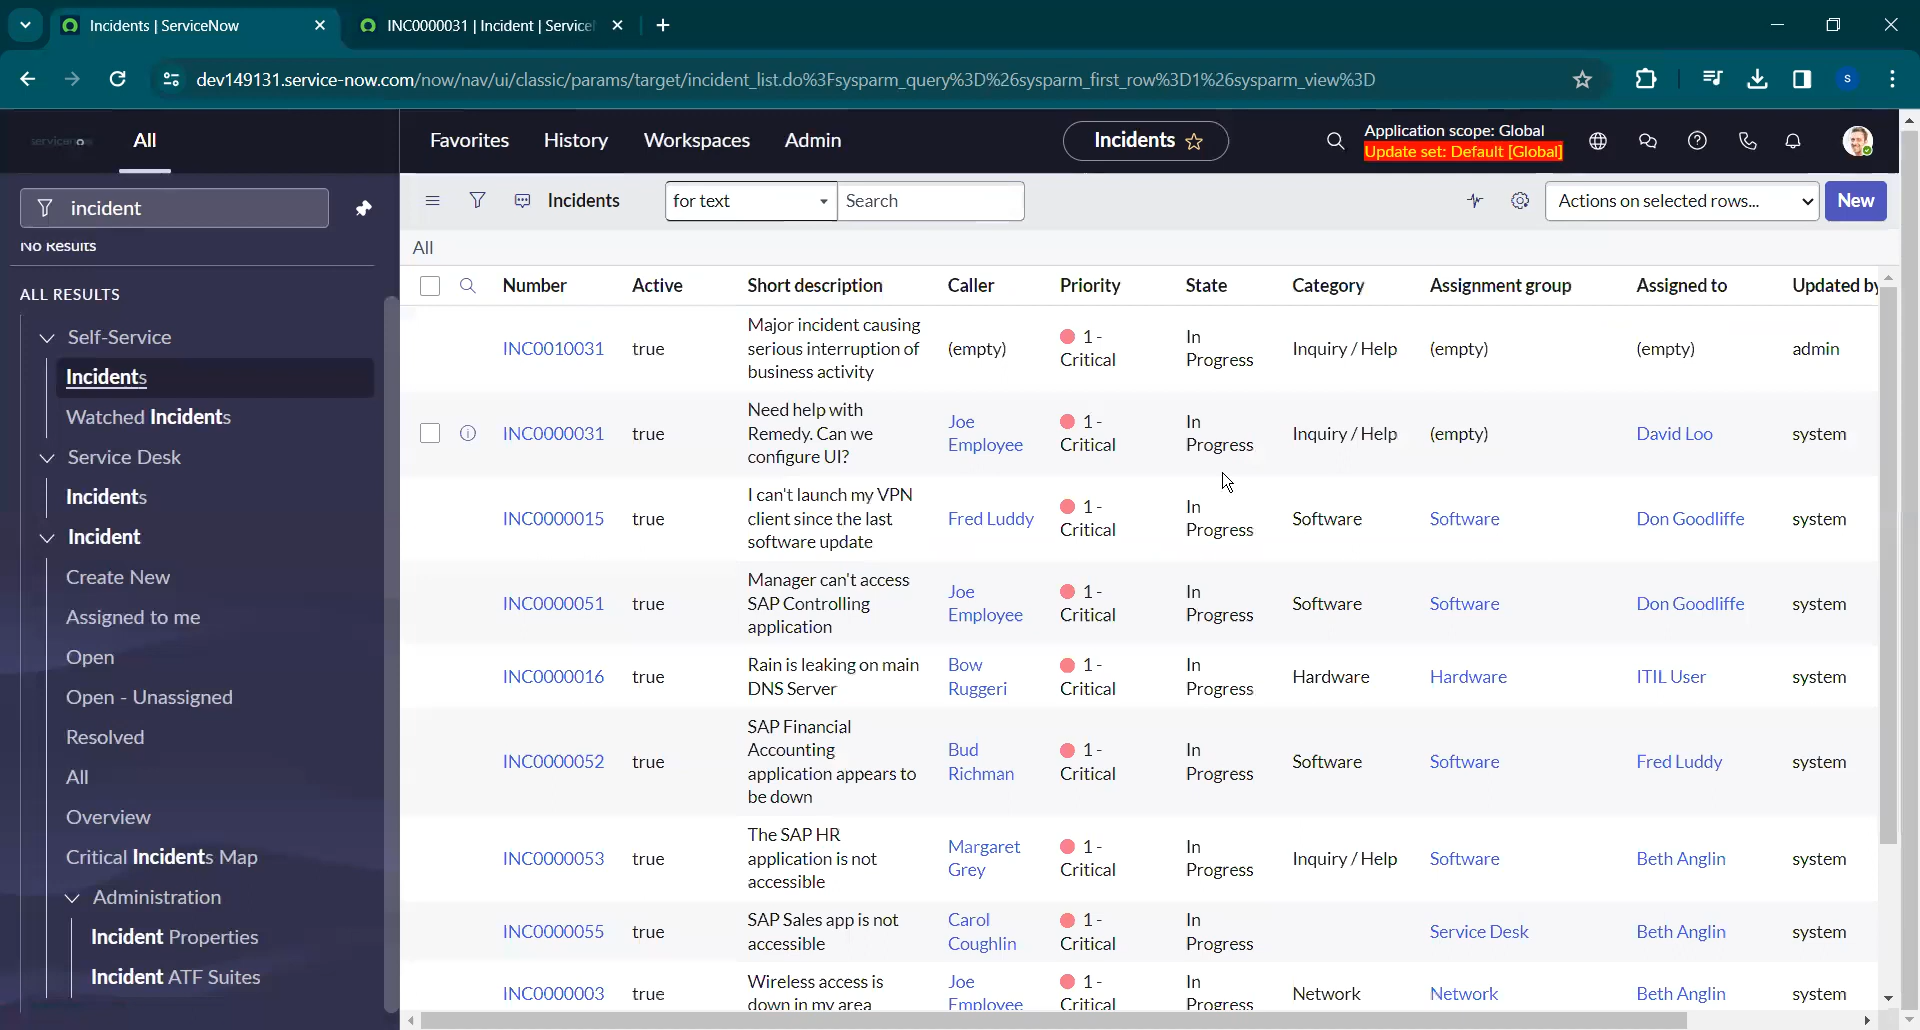 Incidents | ServiceNow
INC0000031 | Incident | Service
dev149131.service-now.com/now/nav/ui/classic/params/target/incident_list.do%3Fsysparm_query%3D%26sysparm_first_row%3D1%26sysparm_view%3D
S
servicenow
All
Favorites
History
Workspaces
Admin
Incidents
Application scope: Global
Update set: Default [Global]
incident
No Results
ALL RESULTS
Self-Service
Incidents
Watched Incidents
Service Desk
Incidents
Incident
Create New
Assigned to me
Open
Open - Unassigned
Resolved
All
Overview
Critical Incidents Map
Administration
Incident Properties
Incident ATF Suites
Incidents
for text
Search
Actions on selected rows...
New
All
Number Active Short description Caller Priority State Category Assignment group Assigned to Updated by
INC0010031 true
Major incident causing
serious interruption of
business activity
(empty)
1 -
Critical
In
Progress
Inquiry / Help (empty) (empty) admin
INC0000031 true
Need help with
Remedy. Can we
configure UI?
Joe
Employee
1 -
Critical
In
Progress
Inquiry / Help (empty) David Loo system
INC0000015 true
I can't launch my VPN
client since the last
software update
Fred Luddy
1 -
Critical
In
Progress
Software Software Don Goodliffe system
INC0000051 true
Manager can't access
SAP Controlling
application
Joe
Employee
1 -
Critical
In
Progress
Software Software Don Goodliffe system
INC0000016 true
Rain is leaking on main
DNS Server
Bow
Ruggeri
1 -
Critical
In
Progress
Hardware Hardware ITIL User system
INC0000052 true
SAP Financial
Accounting
application appears to
be down
Bud
Richman
1 -
Critical
In
Progress
Software Software Fred Luddy system
INC0000053 true
The SAP HR
application is not
accessible
Margaret
Grey
1 -
Critical
In
Progress
Inquiry / Help Software Beth Anglin system
INC0000055 true
SAP Sales app is not
accessible
Carol
Coughlin
1 -
Critical
In
Progress
Service Desk Beth Anglin system
INC0000003 true
Wireless access is
down in my area
Joe
Employee
1 -
Critical
In
Progress
Network Network Beth Anglin system